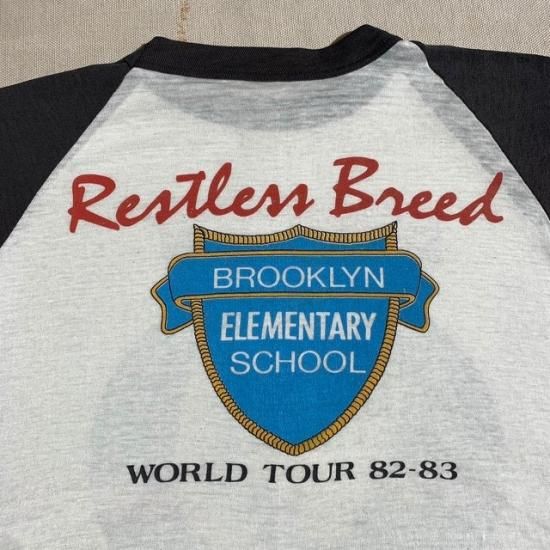 Restless Breed
BROOKLYN
ELEMENTARY
SCHOOL
WORLD TOUR 82-83